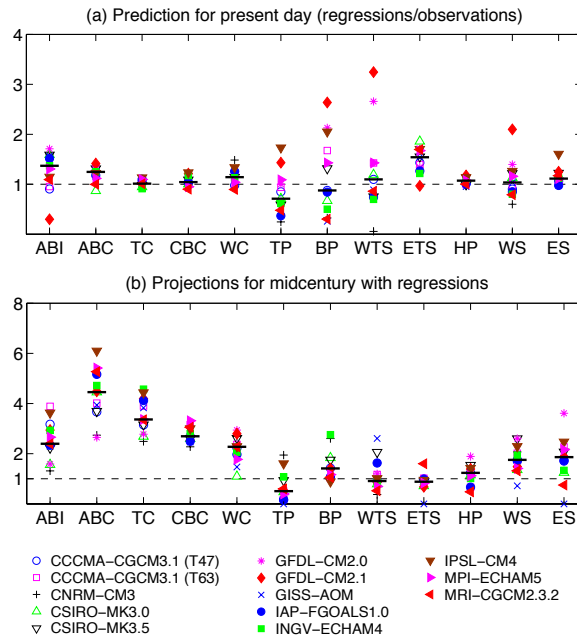 (a) Prediction for present day (regressions/observations)
4
3
2
1
0
ABI ABC TC CBC WC TP BP WTS ETS HP WS ES
(b) Projections for midcentury with regressions
8
6
4
2
1
0
ABI ABC TC CBC WC TP BP WTS ETS HP WS ES
CCCMA−CGCM3.1 (T47)
CCCMA−CGCM3.1 (T63)
CNRM−CM3
CSIRO−MK3.0
CSIRO−MK3.5
GFDL−CM2.0
GFDL−CM2.1
GISS−AOM
IAP−FGOALS1.0
INGV−ECHAM4
IPSL−CM4
MPI−ECHAM5
MRI−CGCM2.3.2